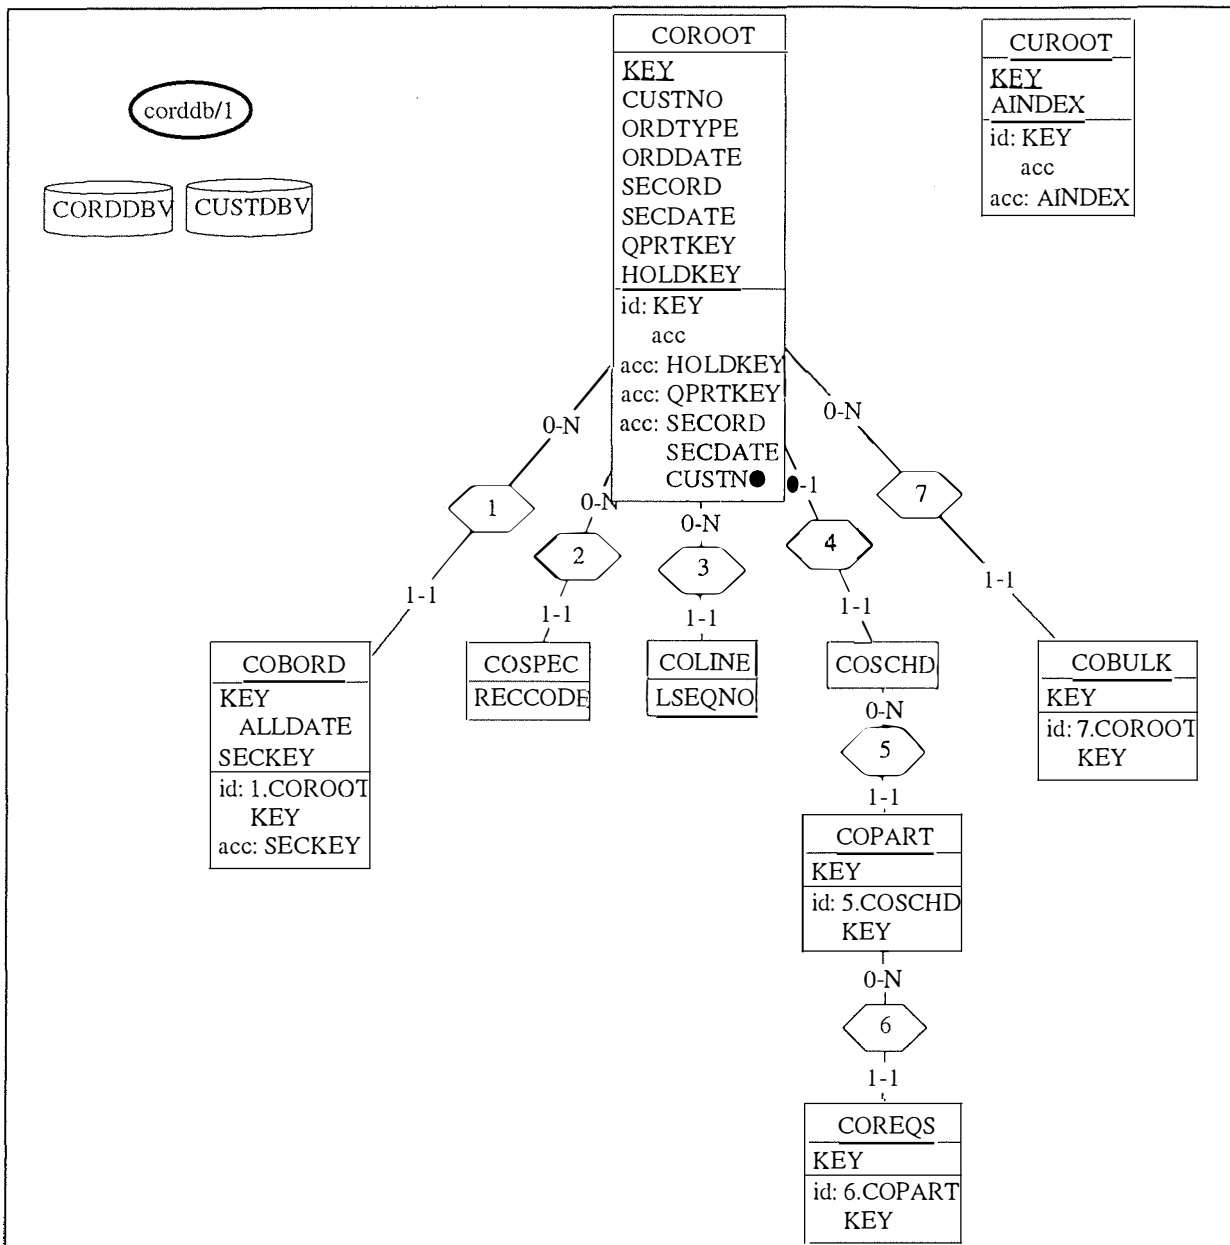 corddb/1
CORDDBV
CUSTDBV
COROOT
KEY
CUSTNO
ORDTYPE
ORDDATE
SECORD
SECDATE
QPRTKEY
HOLDKEY
id: KEY
acc
acc: HOLDKEY
acc: QPRTKEY
acc: SECORD
SECDATE
CUSTN●
CUROOT
KEY
AINDEX
id: KEY
acc
acc: AINDEX
0-N
1
1-1
0-N
2
1-1
0-N
3
1-1
●-1
4
1-1
0-N
7
1-1
COBORD
KEY
ALLDATE
SECKEY
id: 1.COROOT
KEY
acc: SECKEY
COSPEC
RECCODE
COLINE
LSEQNO
COSCHD
COBULK
KEY
id: 7.COROOT
KEY
0-N
5
1-1
COPART
KEY
id: 5.COSCHD
KEY
0-N
6
1-1
COREQS
KEY
id: 6.COPART
KEY